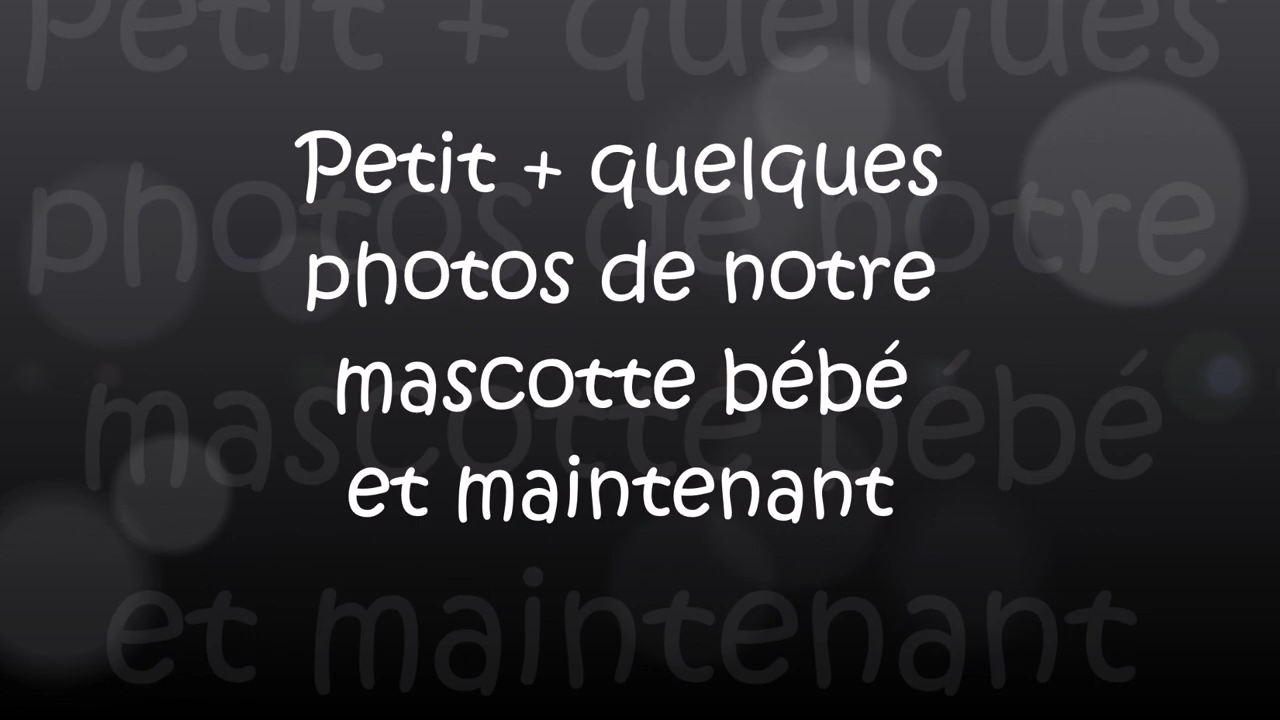 Petit + quelques
photos de notre
mascotte bébé
et maintenant